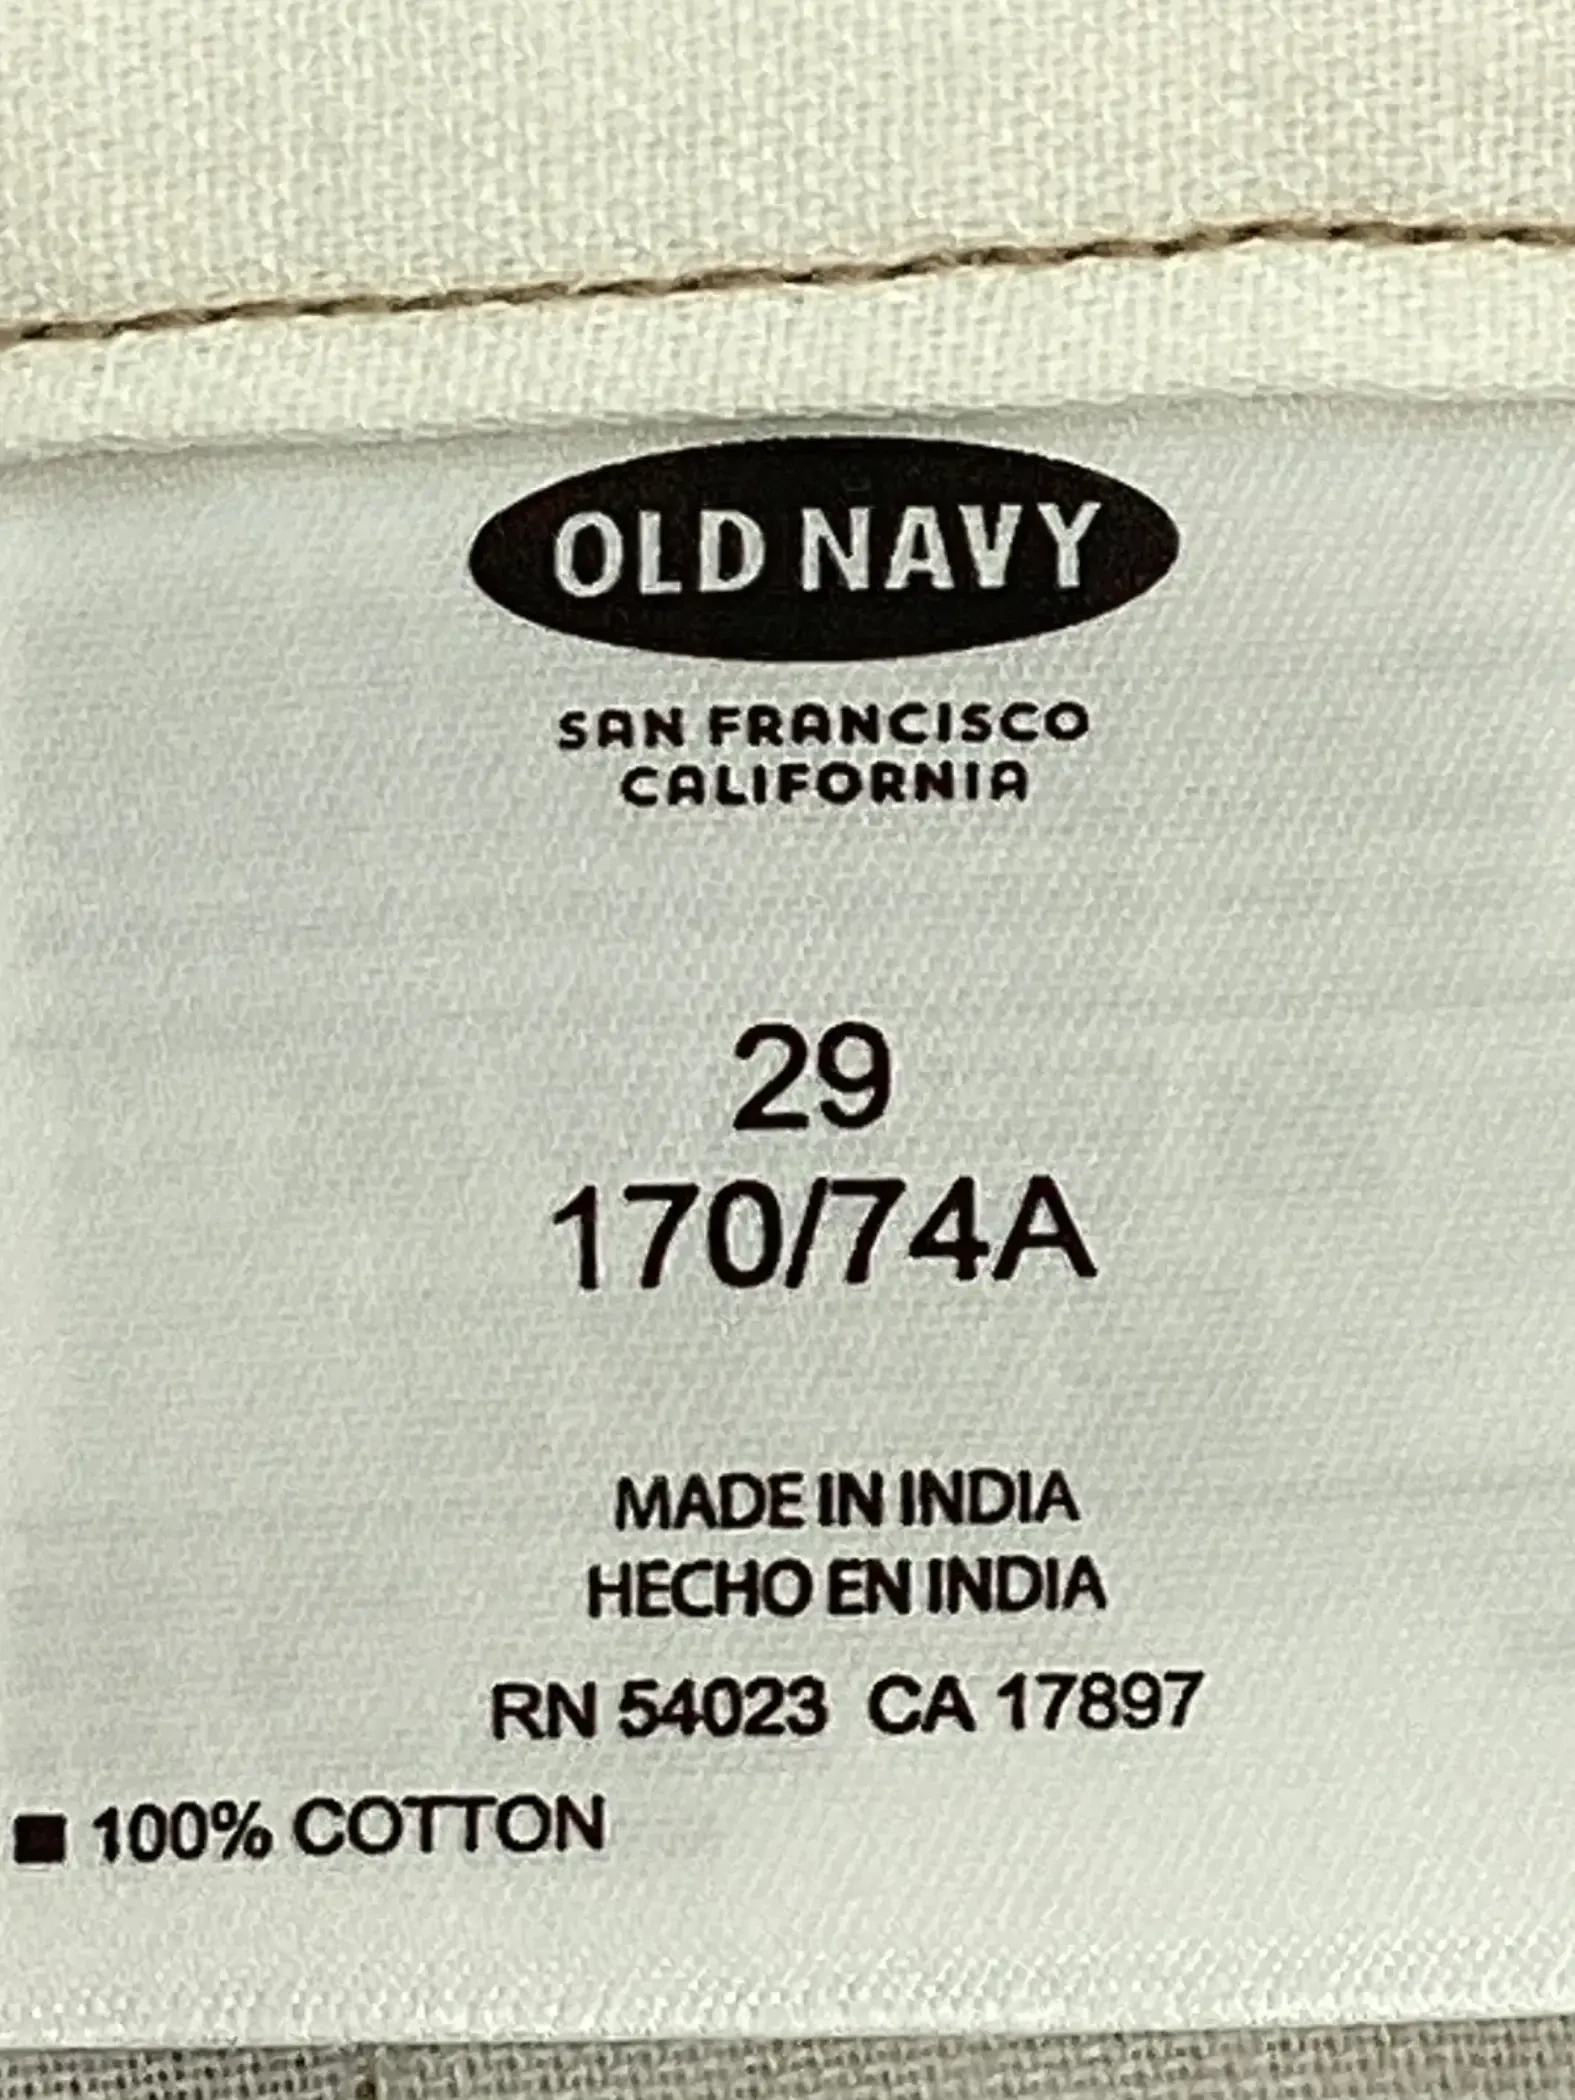 OLD NAVY
SAN FRANCISCO
CALIFORNIA
29
170/74A
MADE IN INDIA
HECHO EN INDIA
RN 54023 CA 17897
■ 100% COTTON